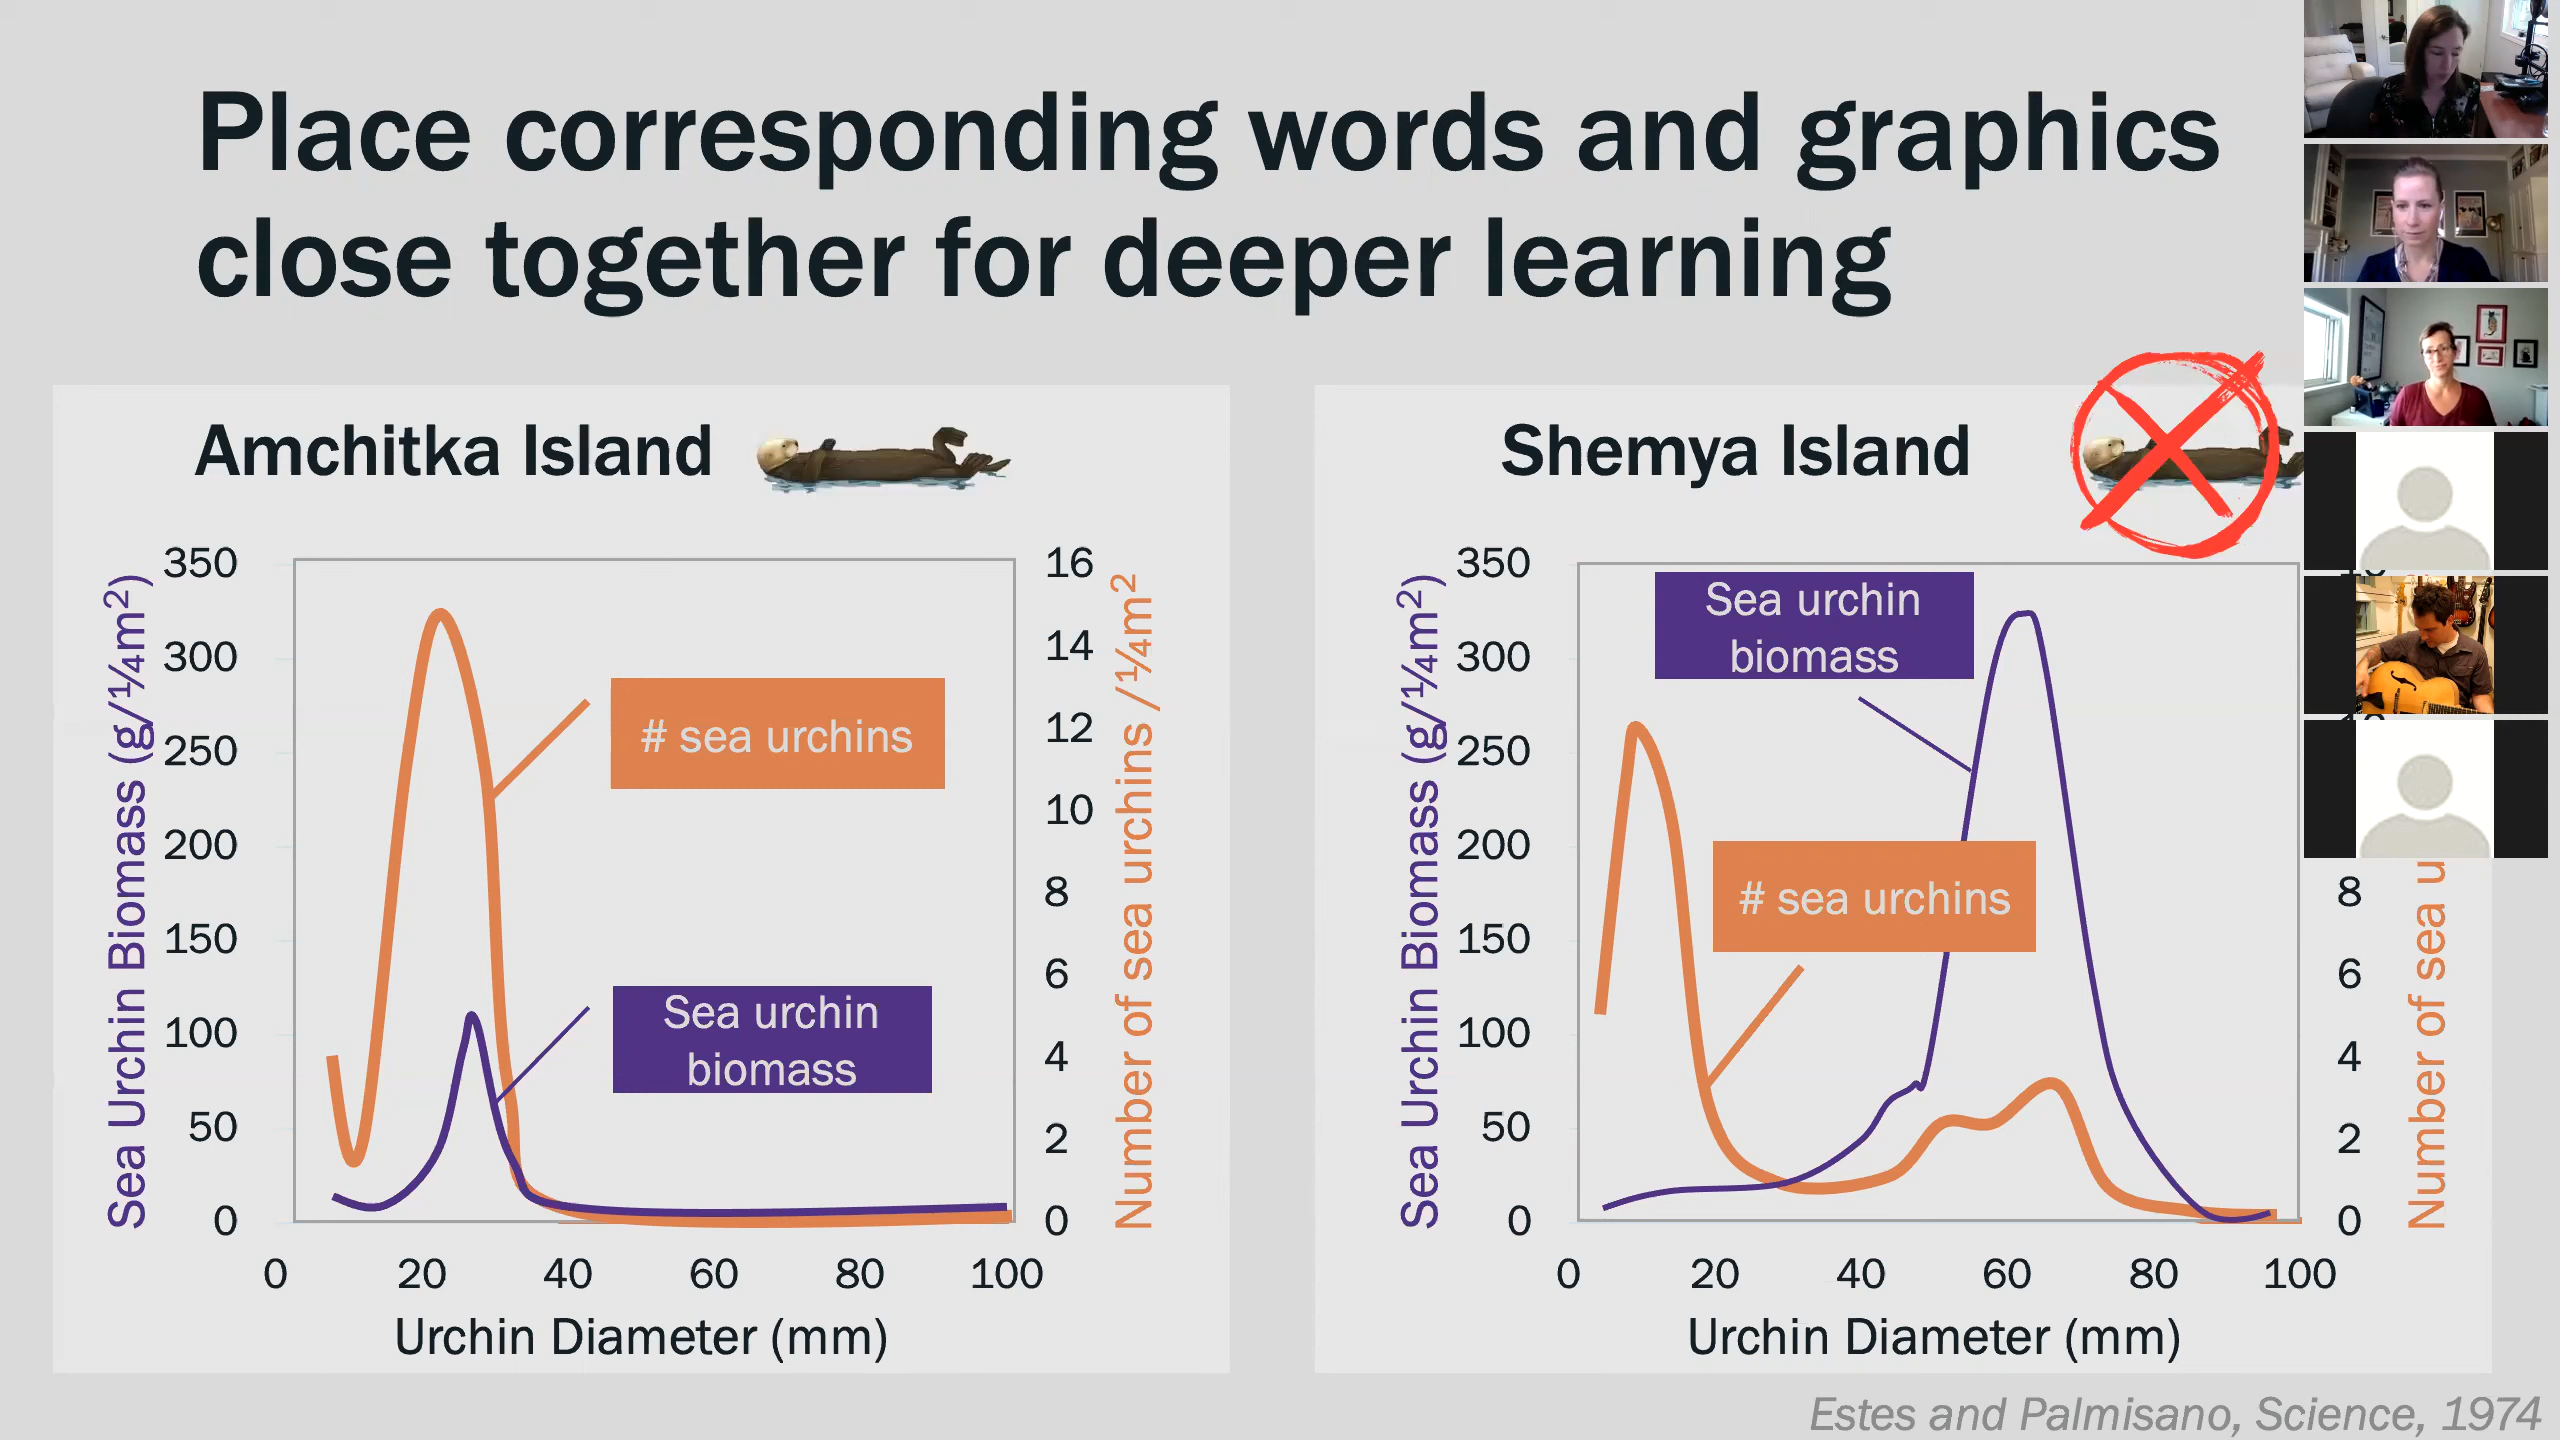 Place corresponding words and graphics
close together for deeper learning
Amchitka Island
Sea Urchin Biomass (g/¼m²)
350
300
250
200
150
100
50
0
# sea urchins
Sea urchin
biomass
16
14
12
10
8
6
4
2
0
Number of sea urchins /¼m²
0 20 40 60 80 100
Urchin Diameter (mm)
Shemya Island
Sea Urchin Biomass (g/¼m²)
350
300
250
200
150
100
50
0
Sea urchin
biomass
# sea urchins
8
6
4
2
0
Number of sea u
0 20 40 60 80 100
Urchin Diameter (mm)
Estes and Palmisano, Science, 1974